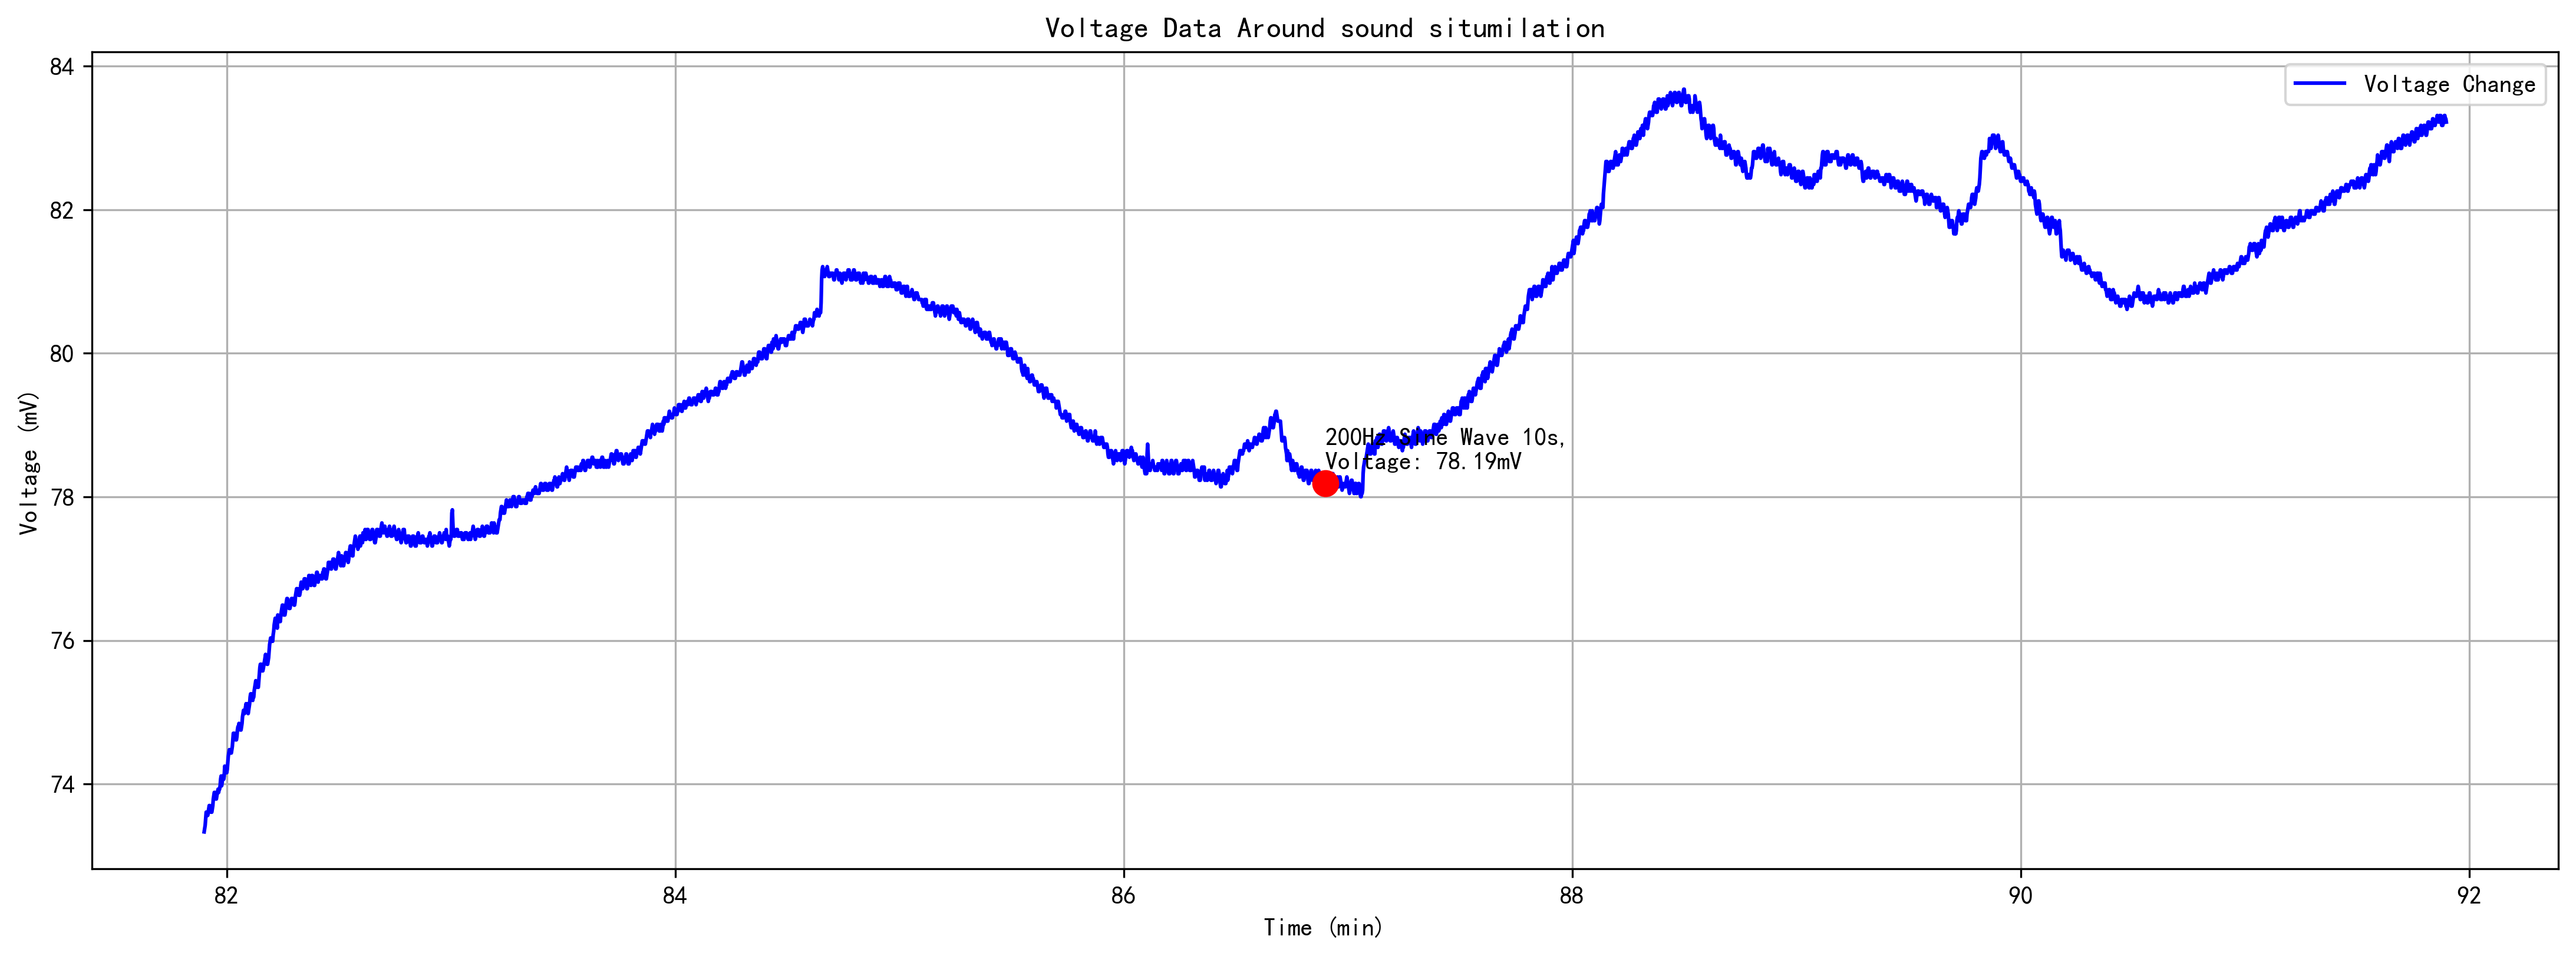 Voltage Data Around sound situmilation
Voltage Change
84
82
80
78
76
74
Voltage (mV)
200Hz Sine Wave 10s,
Voltage: 78.19mV
82
84
86
88
90
92
Time (min)